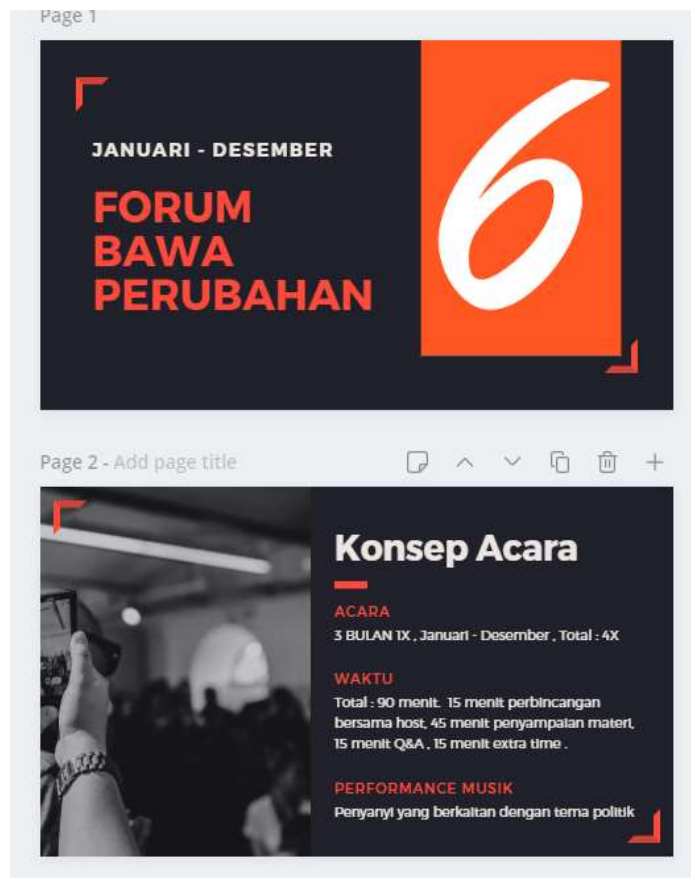 Page 1
JANUARI - DESEMBER
FORUM
BAWA
PERUBAHAN
6
Page 2 - Add page title
Konsep Acara
ACARA
3 BULAN 1X , Januari - Desember , Total : 4X
WAKTU
Total : 90 menit. 15 menit perbincangan
bersama host, 45 menit penyampaian materi,
15 menit Q&A , 15 menit extra time .
PERFORMANCE MUSIK
Penyanyi yang berkaitan dengan tema politik